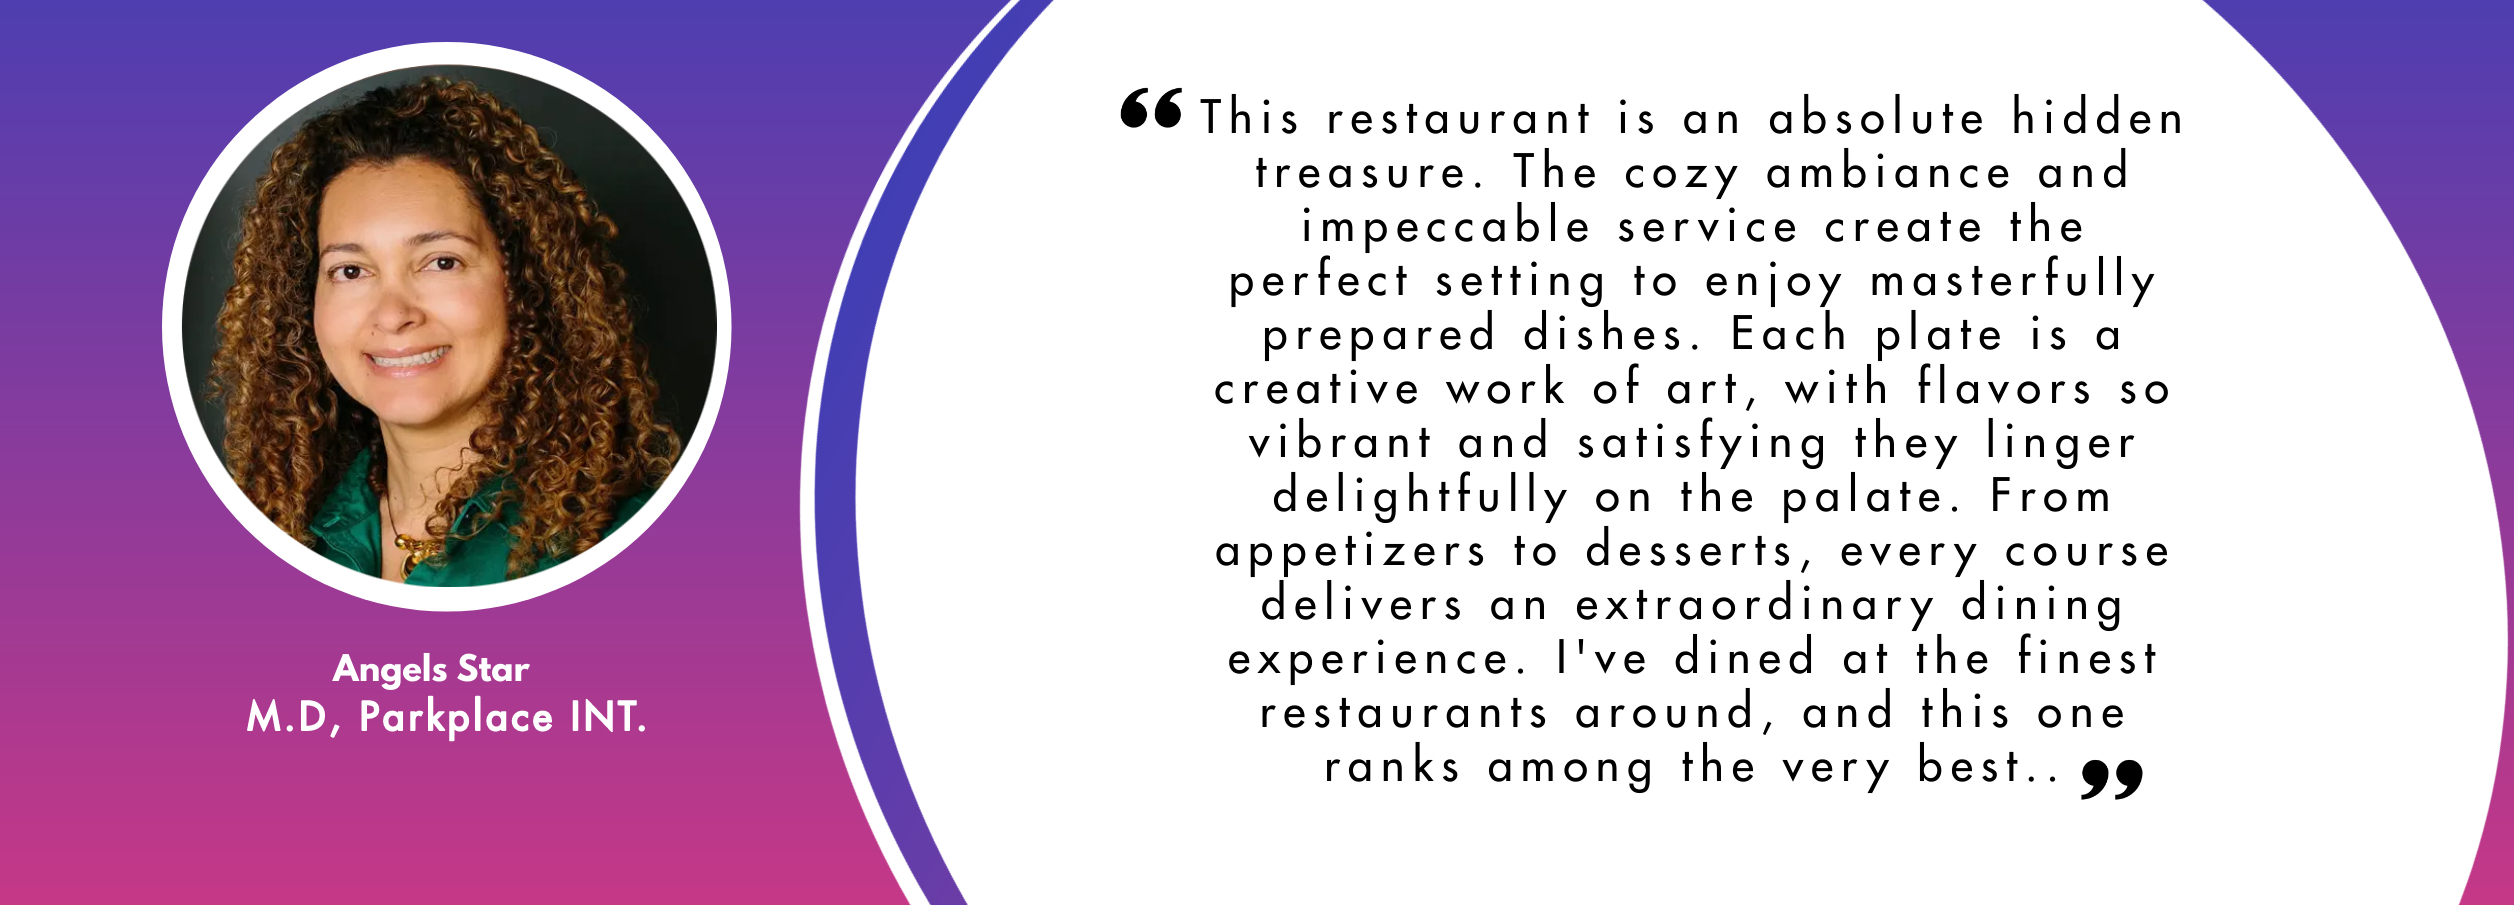 Angels Star
M.D, Parkplace INT.
“This restaurant is an absolute hidden
treasure. The cozy ambiance and
impeccable service create the
perfect setting to enjoy masterfully
prepared dishes. Each plate is a
creative work of art, with flavors so
vibrant and satisfying they linger
delightfully on the palate. From
appetizers to desserts, every course
delivers an extraordinary dining
experience. I've dined at the finest
restaurants around, and this one
ranks among the very best.. ”